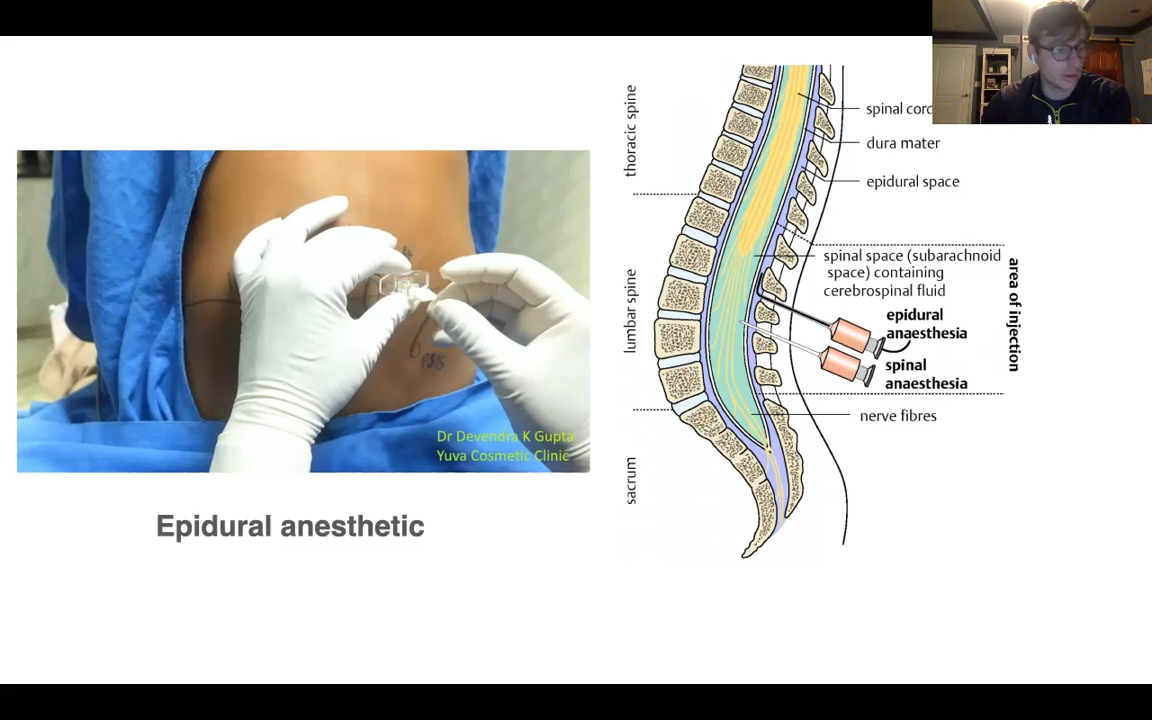 Dr Devendra K Gupta
Yuva Cosmetic Clinic
Epidural anesthetic
thoracic spine
lumbar spine
sacrum
dura mater
epidural space
spinal
spinal space (subarachnoid
space) containing
cerebrospinal fluid
epidural
anaesthesia
spinal
anaesthesia
area of injection
nerve fibres